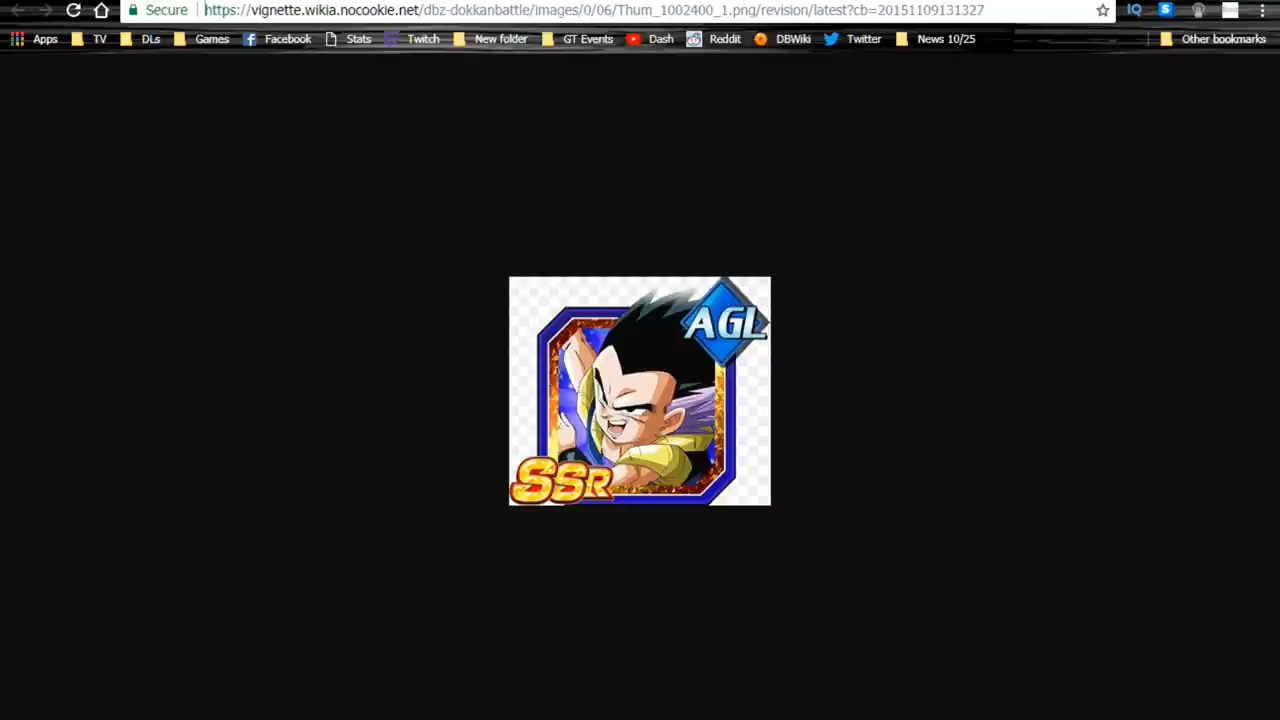 Secure https://vignette.wikia.nocookie.net/dbz-dokkanbattle/images/0/06/Thum_1002400_1.png/revision/latest?cb=20151109131327 IQ S
Apps TV DLs Games Facebook Stats Twitch New folder GT Events Dash Reddit DBWiki Twitter News 10/25 Other bookmarks
AGL
SSR